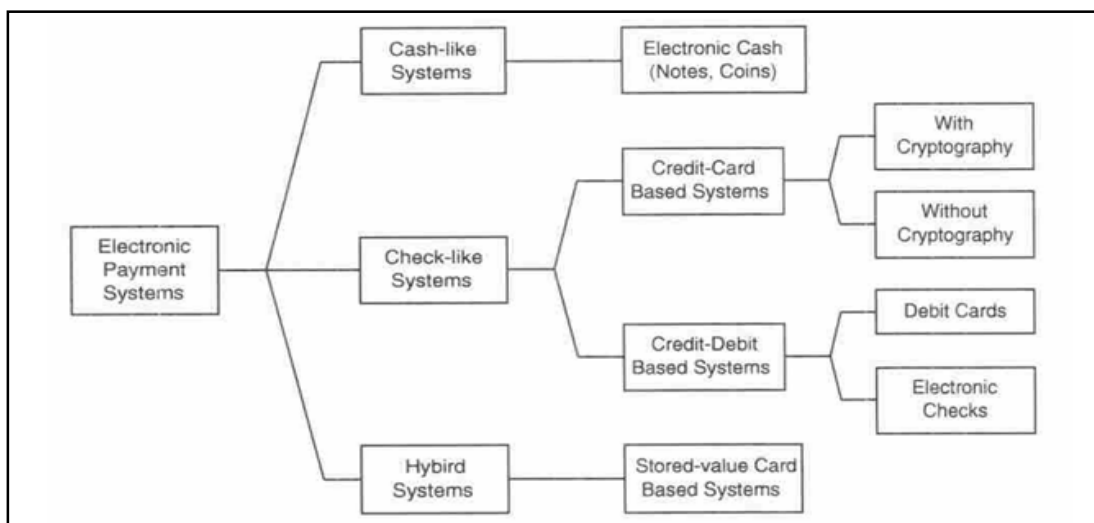 Cash-like
Systems
Electronic Cash
(Notes, Coins)
With
Cryptography
Credit-Card
Based Systems
Without
Cryptography
Electronic
Payment
Systems
Check-like
Systems
Debit Cards
Credit-Debit
Based Systems
Electronic
Checks
Hybird
Systems
Stored-value Card
Based Systems